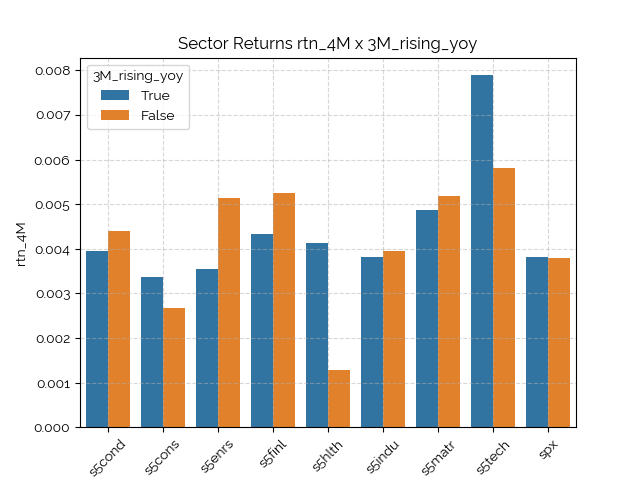 Sector Returns rtn_4M x 3M_rising_yoy
3M_rising_yoy
True
False
rtn_4M
0.008
0.007
0.006
0.005
0.004
0.003
0.002
0.001
0.000
s5cond
s5cons
s5enrs
s5finl
s5hlth
s5indu
s5matr
s5tech
spx